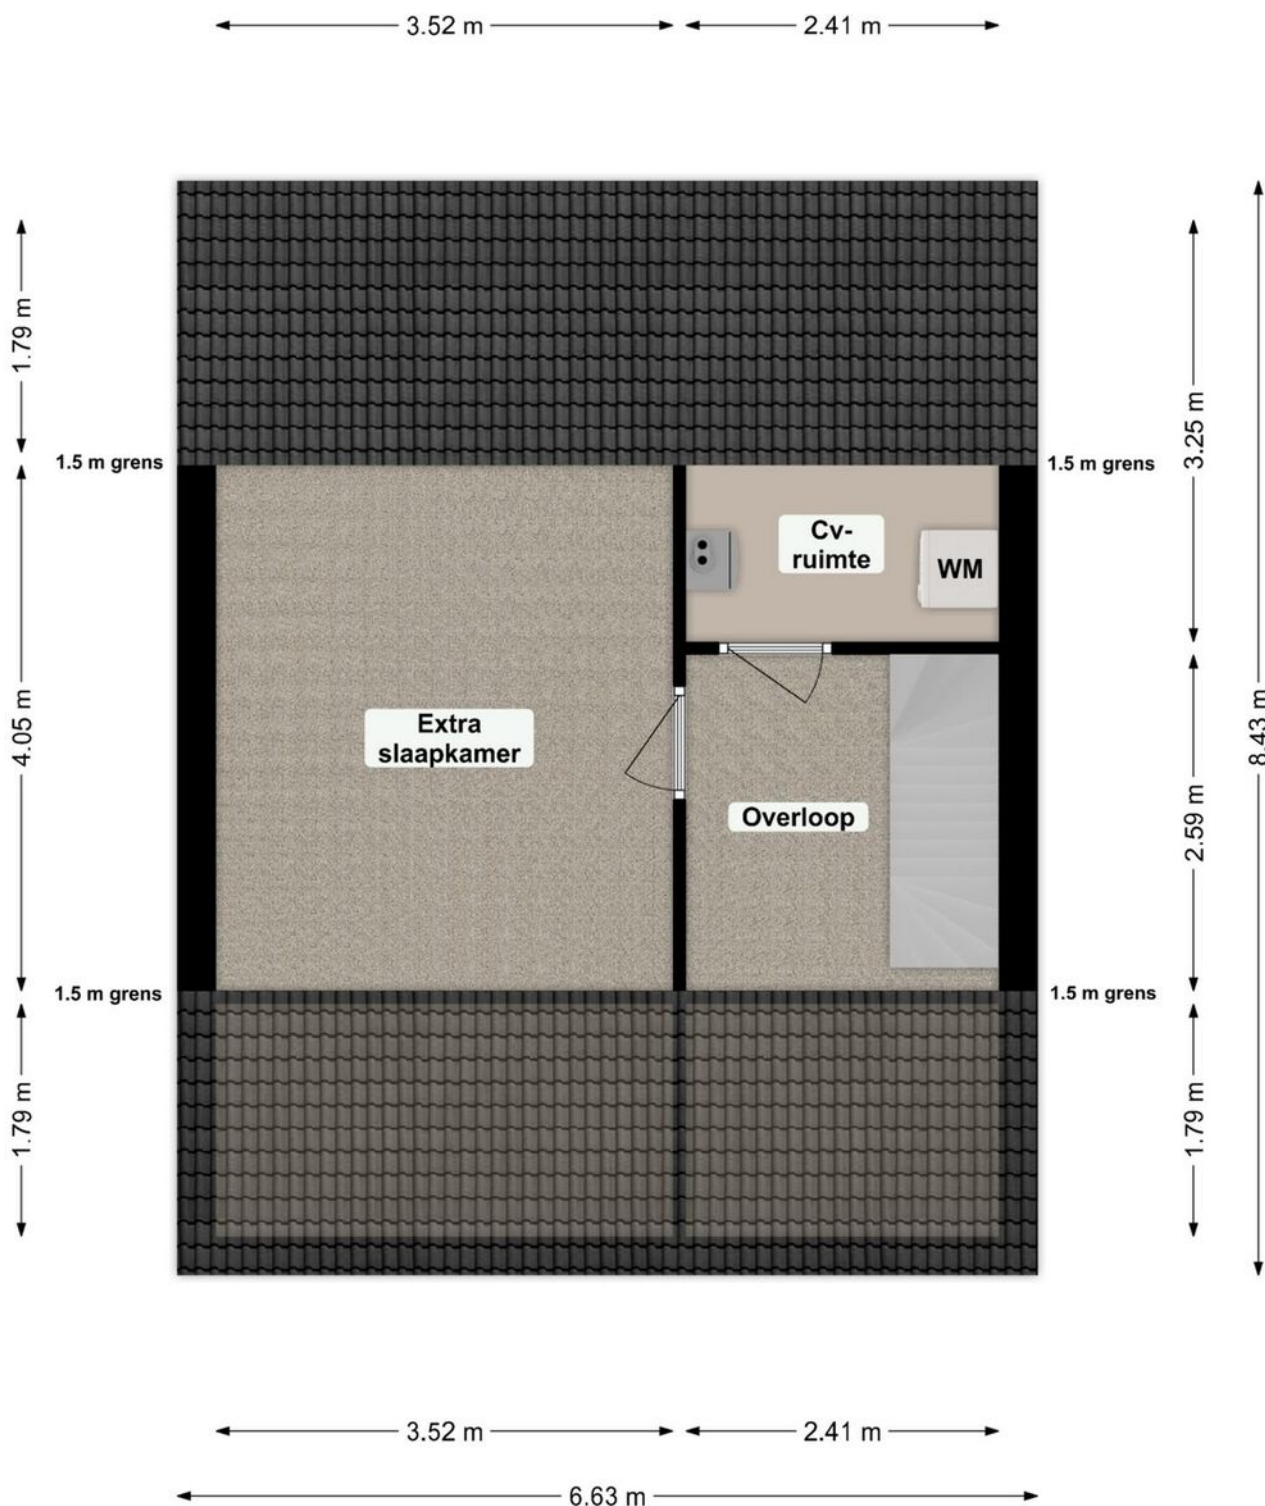 3.52 m
2.41 m
1.79 m
3.25 m
1.5 m grens
1.5 m grens
Cv-
ruimte
WM
4.05 m
Extra
slaapkamer
8.43 m
Overloop
2.59 m
1.5 m grens
1.5 m grens
1.79 m
1.79 m
3.52 m
2.41 m
6.63 m